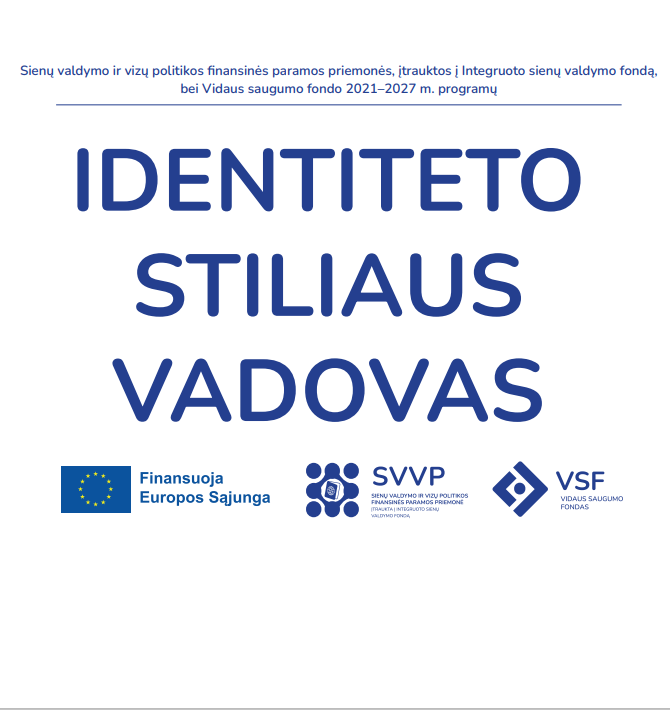 Sienų valdymo ir vizų politikos finansinės paramos priemonės, įtrauktos į Integruoto sienų valdymo fondą,
bei Vidaus saugumo fondo 2021–2027 m. programų
IDENTITETO
STILIAUS
VADOVAS
Finansuoja
Europos Sąjunga
SVVP
SIENŲ VALDYMO IR VIZŲ POLITIKOS
FINANSINĖS PARAMOS PRIEMONĖ
ĮTRAUKTA Į INTEGRUOTO SIENŲ
VALDYMO FONDĄ
VSF
VIDAUS SAUGUMO
FONDAS